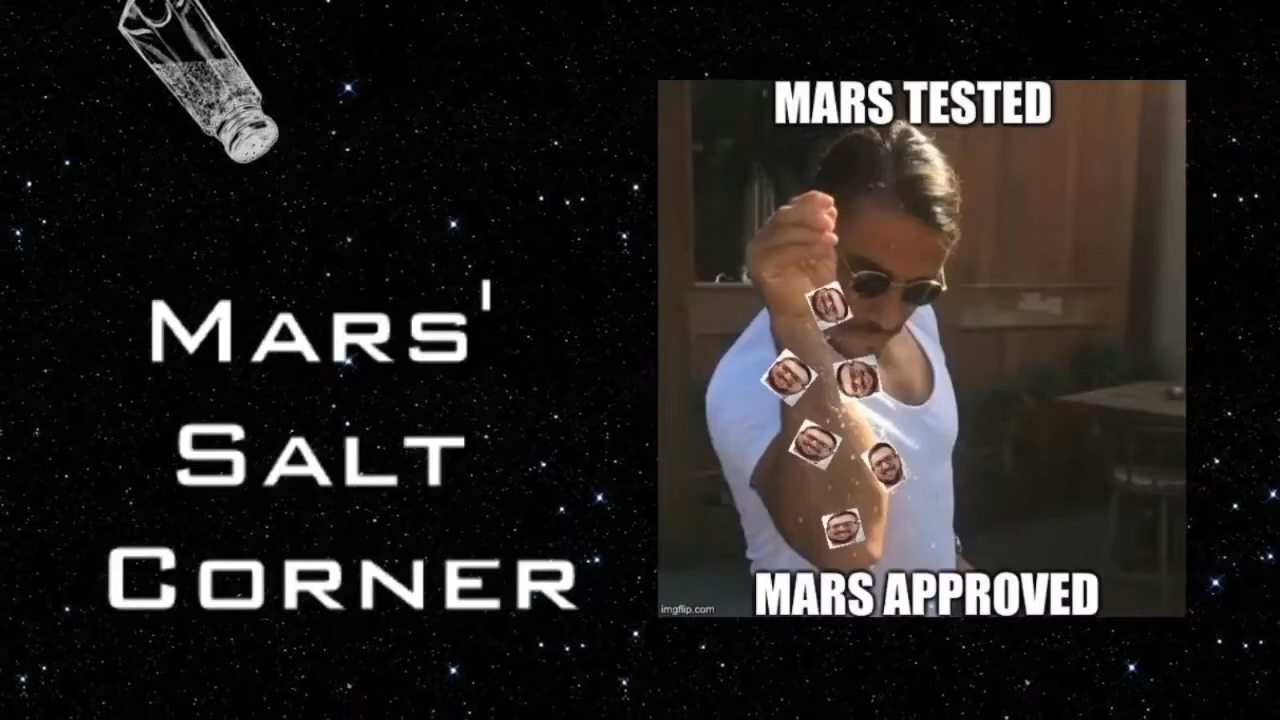 Mars'
Salt
Corner
MARS TESTED
MARS APPROVED
imgflip.com